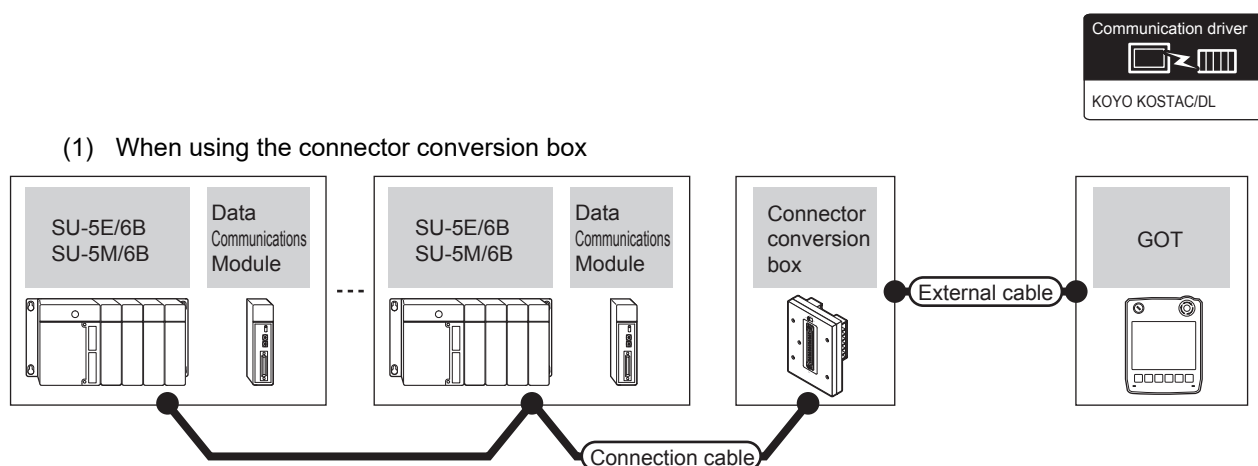 Communication driver
KOYO KOSTAC/DL
(1) When using the connector conversion box
SU-5E/6B
SU-5M/6B
Data
Communications
Module
SU-5E/6B
SU-5M/6B
Data
Communications
Module
Connector
conversion
box
GOT
External cable
Connection cable